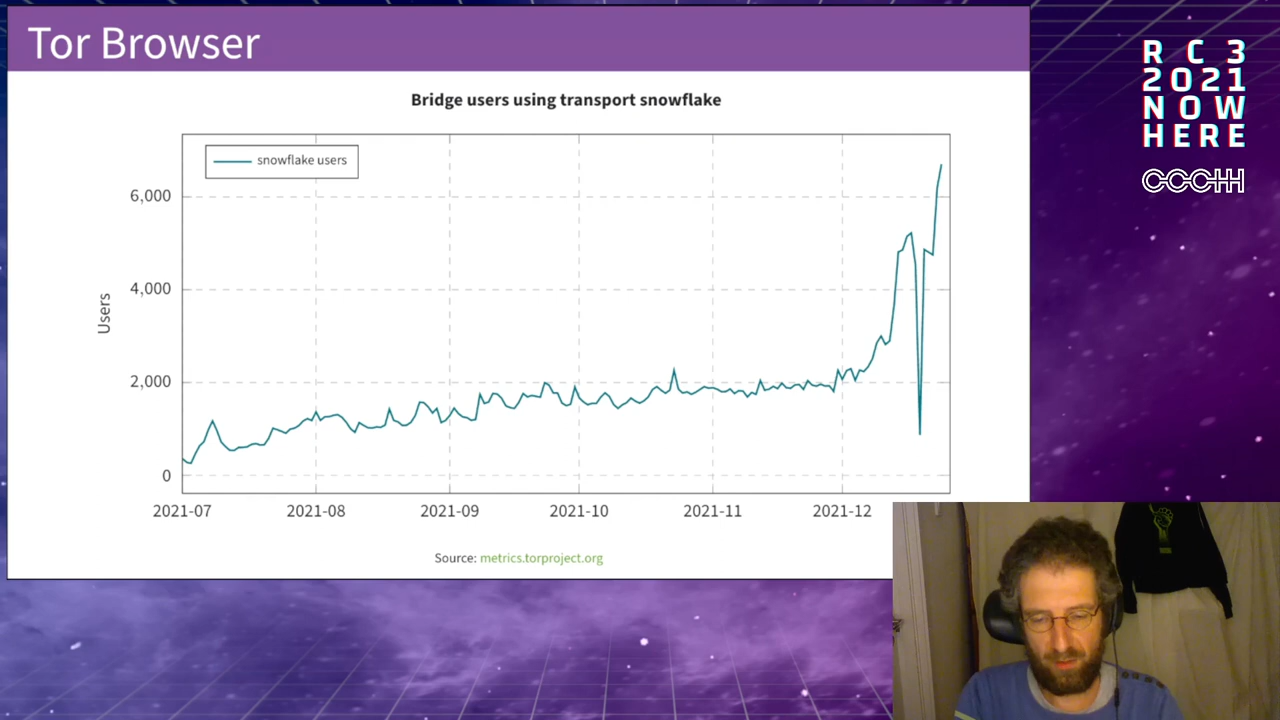 Tor Browser
Bridge users using transport snowflake
snowflake users
6,000
4,000
2,000
0
Users
2021-07
2021-08
2021-09
2021-10
2021-11
2021-12
Source: metrics.torproject.org
R C 3
2021
NOW
HERE
CCCHH